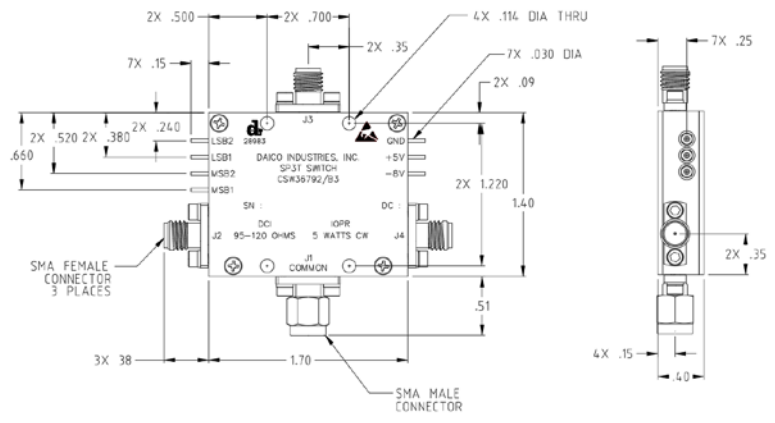 2X .500
2X .700
4X .114 DIA THRU
2X .35
7X .25
7X .15
7X .030 DIA
2X .09
J3
2X .240
2X .520
2X .380
.660
LSB2
28983
GND
LSB1
DAICO INDUSTRIES, INC.
+5V
MSB2
SP3T SWITCH
-8V
CSW36792/B3
MSB1
2X 1.220
1.40
SN :
DC :
DCI
IOPR
J2
95-120 OHMS
5 WATTS CW
J4
2X .35
J1
COMMON
SMA FEMALE
CONNECTOR
3 PLACES
.51
3X .38
1.70
4X .15
.40
SMA MALE
CONNECTOR